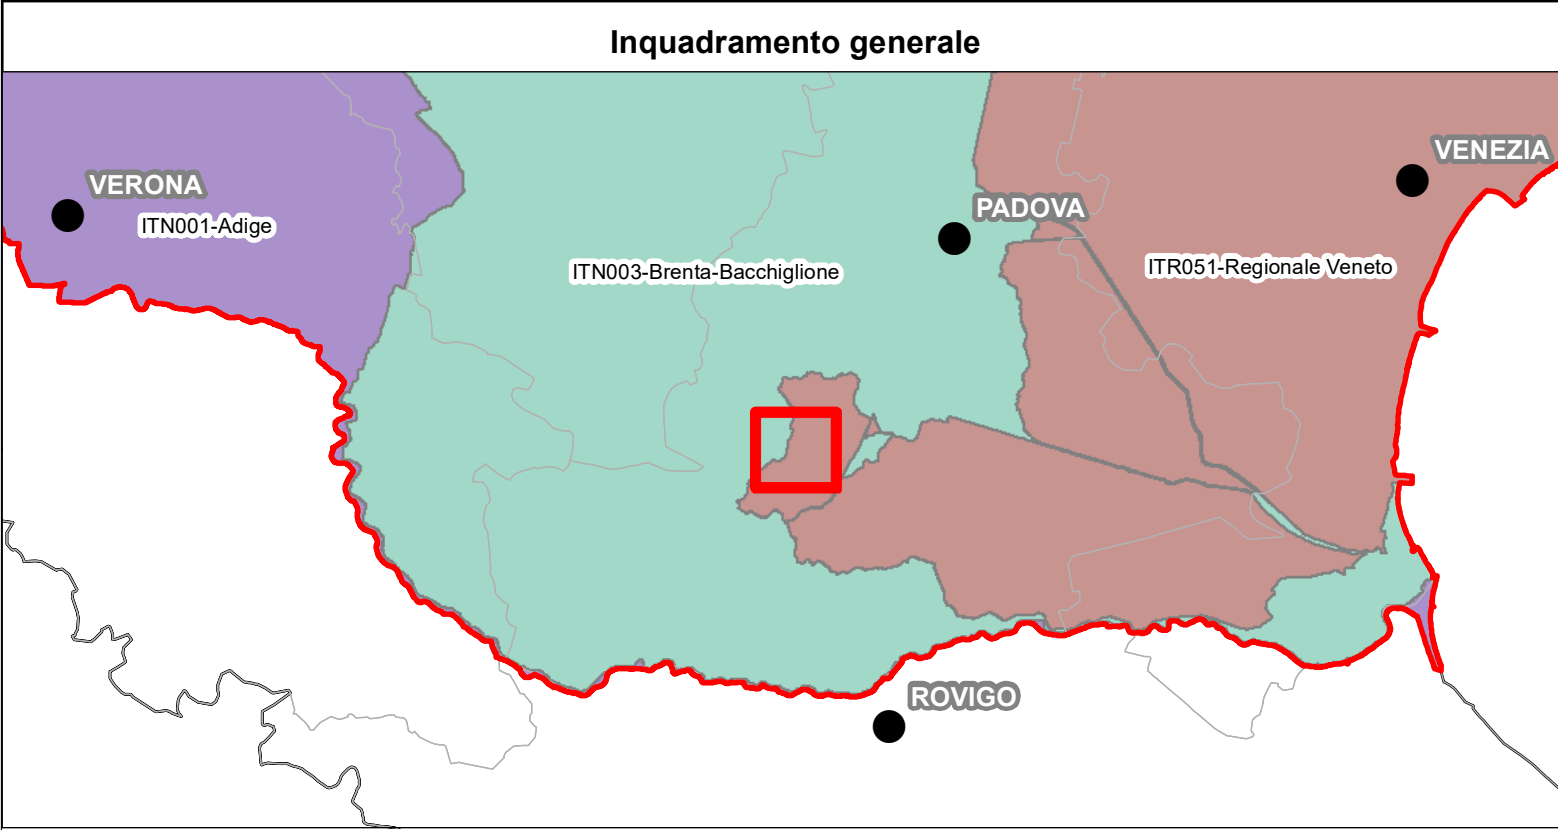 Inquadramento generale
VENEZIA
VERONA
PADOVA
ITN001-Adige
ITN003-Brenta-Bacchiglione
ITR051-Regionale Veneto
ROVIGO